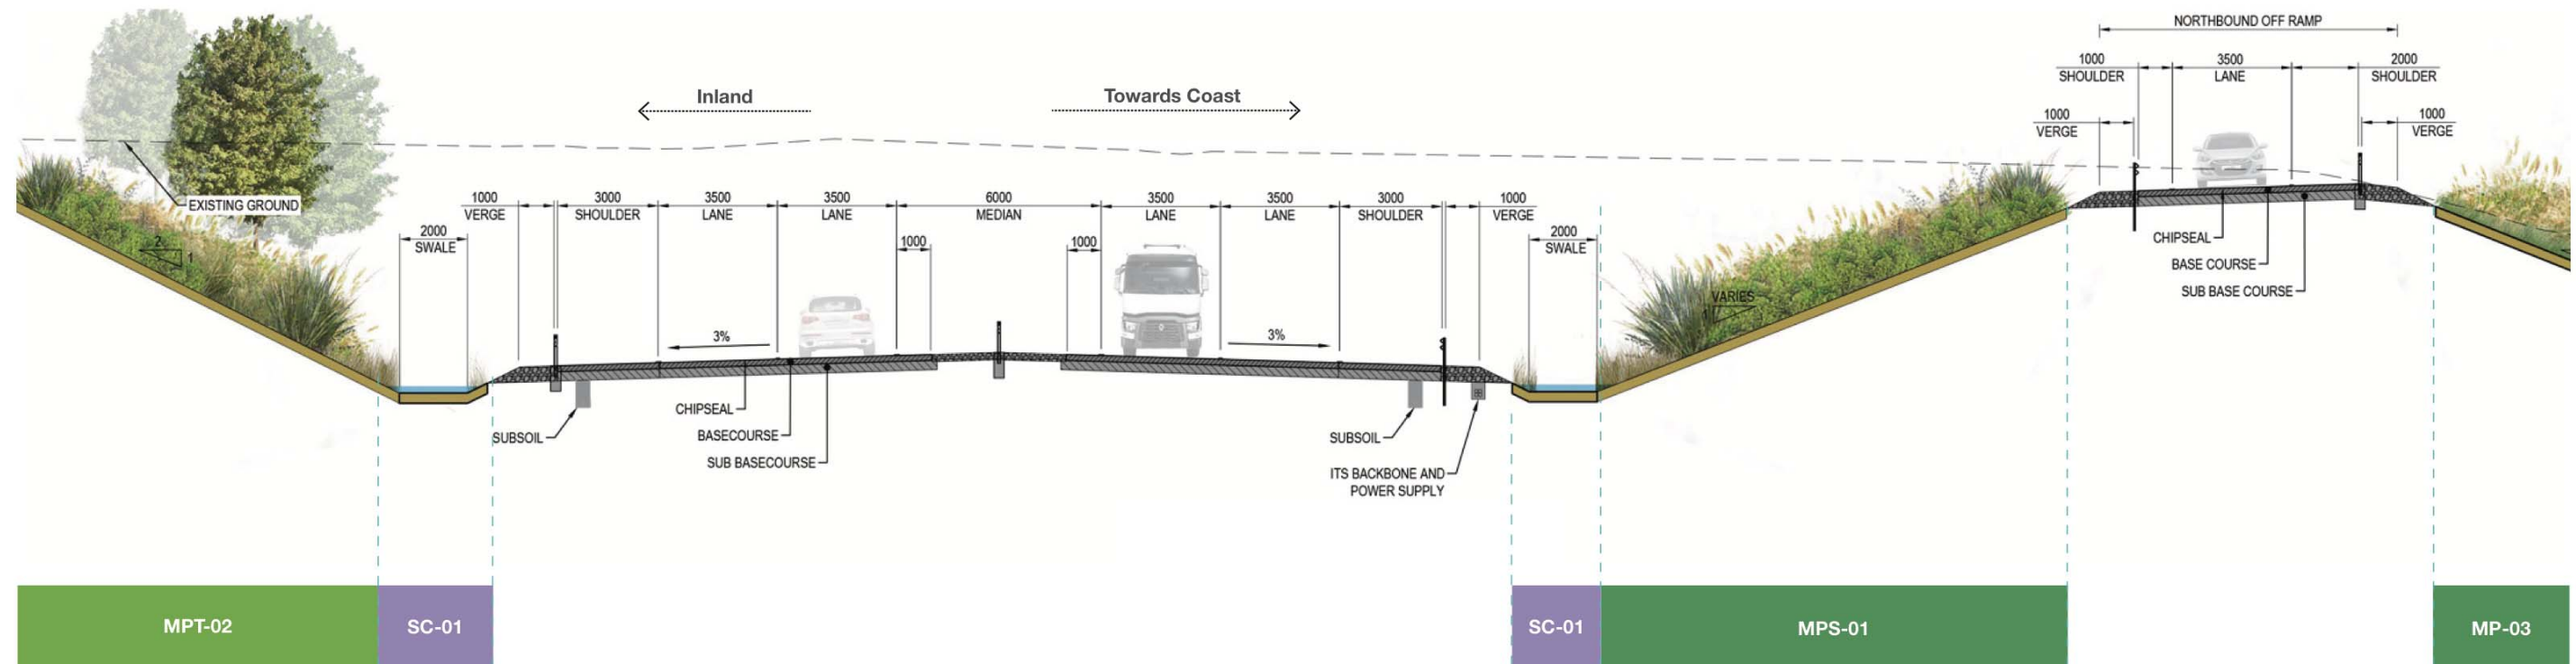 NORTHBOUND OFF RAMP
1000 3500 2000
SHOULDER LANE SHOULDER
1000 1000
VERGE VERGE
Inland Towards Coast
EXISTING GROUND
1000 3000 3500 3500 6000 3500 3500 3000 1000
VERGE SHOULDER LANE LANE MEDIAN LANE LANE SHOULDER VERGE
2000 1000 1000 2000
SWALE SWALE
2
1
VARIES
3% 3%
CHIPSEAL
BASE COURSE
SUB BASE COURSE
CHIPSEAL
SUBSOIL BASECOURSE SUBSOIL
SUB BASECOURSE
ITS BACKBONE AND
POWER SUPPLY
MPT-02 SC-01 SC-01 MPS-01 MP-03